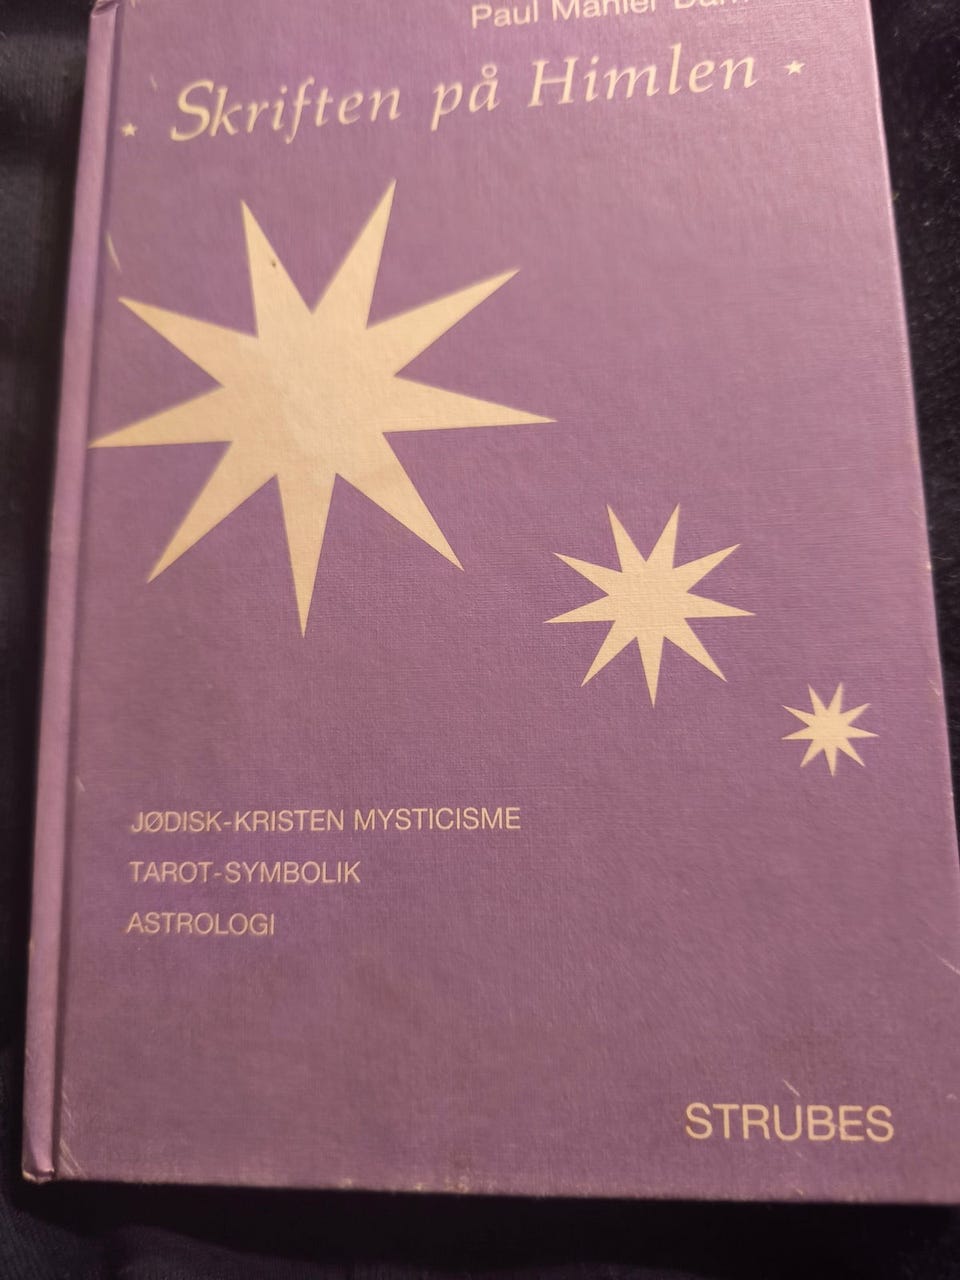 Paul Mahler
Skriften på Himlen
JØDISK-KRISTEN MYSTICISME
TAROT-SYMBOLIK
ASTROLOGI
STRUBES